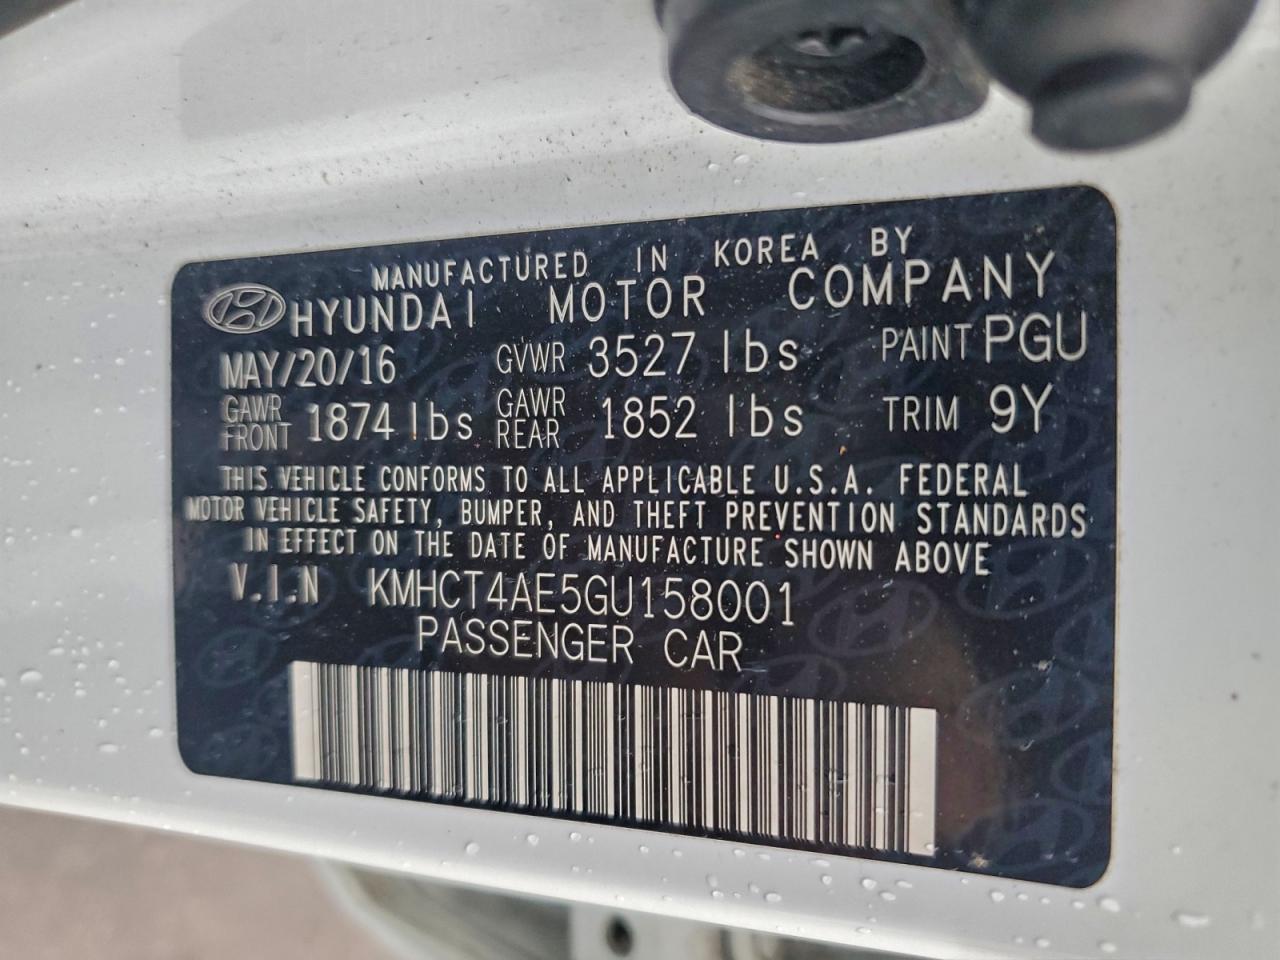 MANUFACTURED IN KOREA BY
HYUNDAI MOTOR COMPANY
MAY/20/16 GVWR 3527 lbs PAINT PGU
GAWR FRONT 1874 lbs GAWR REAR 1852 lbs TRIM 9Y
THIS VEHICLE CONFORMS TO ALL APPLICABLE U.S.A. FEDERAL
MOTOR VEHICLE SAFETY, BUMPER, AND THEFT PREVENTION STANDARDS
IN EFFECT ON THE DATE OF MANUFACTURE SHOWN ABOVE
V.I.N KMHCT4AE5GU158001
PASSENGER CAR